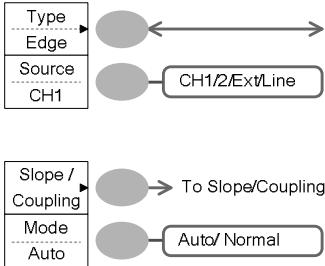 Type
Edge
Source
CH1
CH1/2/Ext/Line
Slope /
Coupling
To Slope/Coupling
Mode
Auto
Auto/ Normal